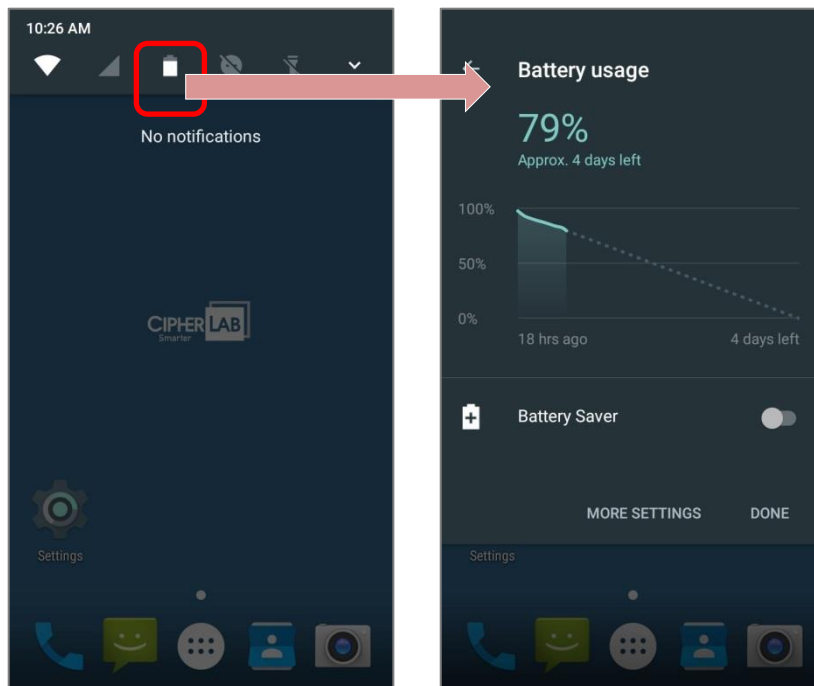 10:26 AM
No notifications
CIPHERLAB
Smarter
Settings
Battery usage
79%
Approx. 4 days left
100%
50%
0%
18 hrs ago
4 days left
Battery Saver
MORE SETTINGS
DONE
Settings